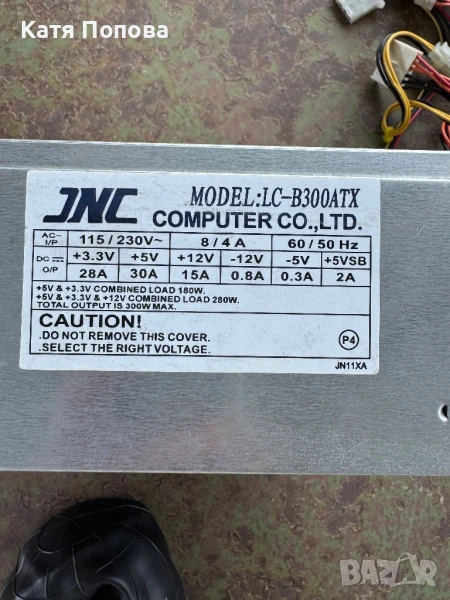 Катя Попова
JNC MODEL:LC-B300ATX
COMPUTER CO.,LTD.
AC~ I/P 115/230V~ 8/4A 60/50 Hz
DC⎓ O/P +3.3V +5V +12V -12V -5V +5VSB
28A 30A 15A 0.8A 0.3A 2A
+5V & +3.3V COMBINED LOAD 180W.
+5V & +3.3V & +12V COMBINED LOAD 280W.
TOTAL OUTPUT IS 300W MAX.
CAUTION!
.DO NOT REMOVE THIS COVER.
.SELECT THE RIGHT VOLTAGE.
P4
JN11XA
BAZAR